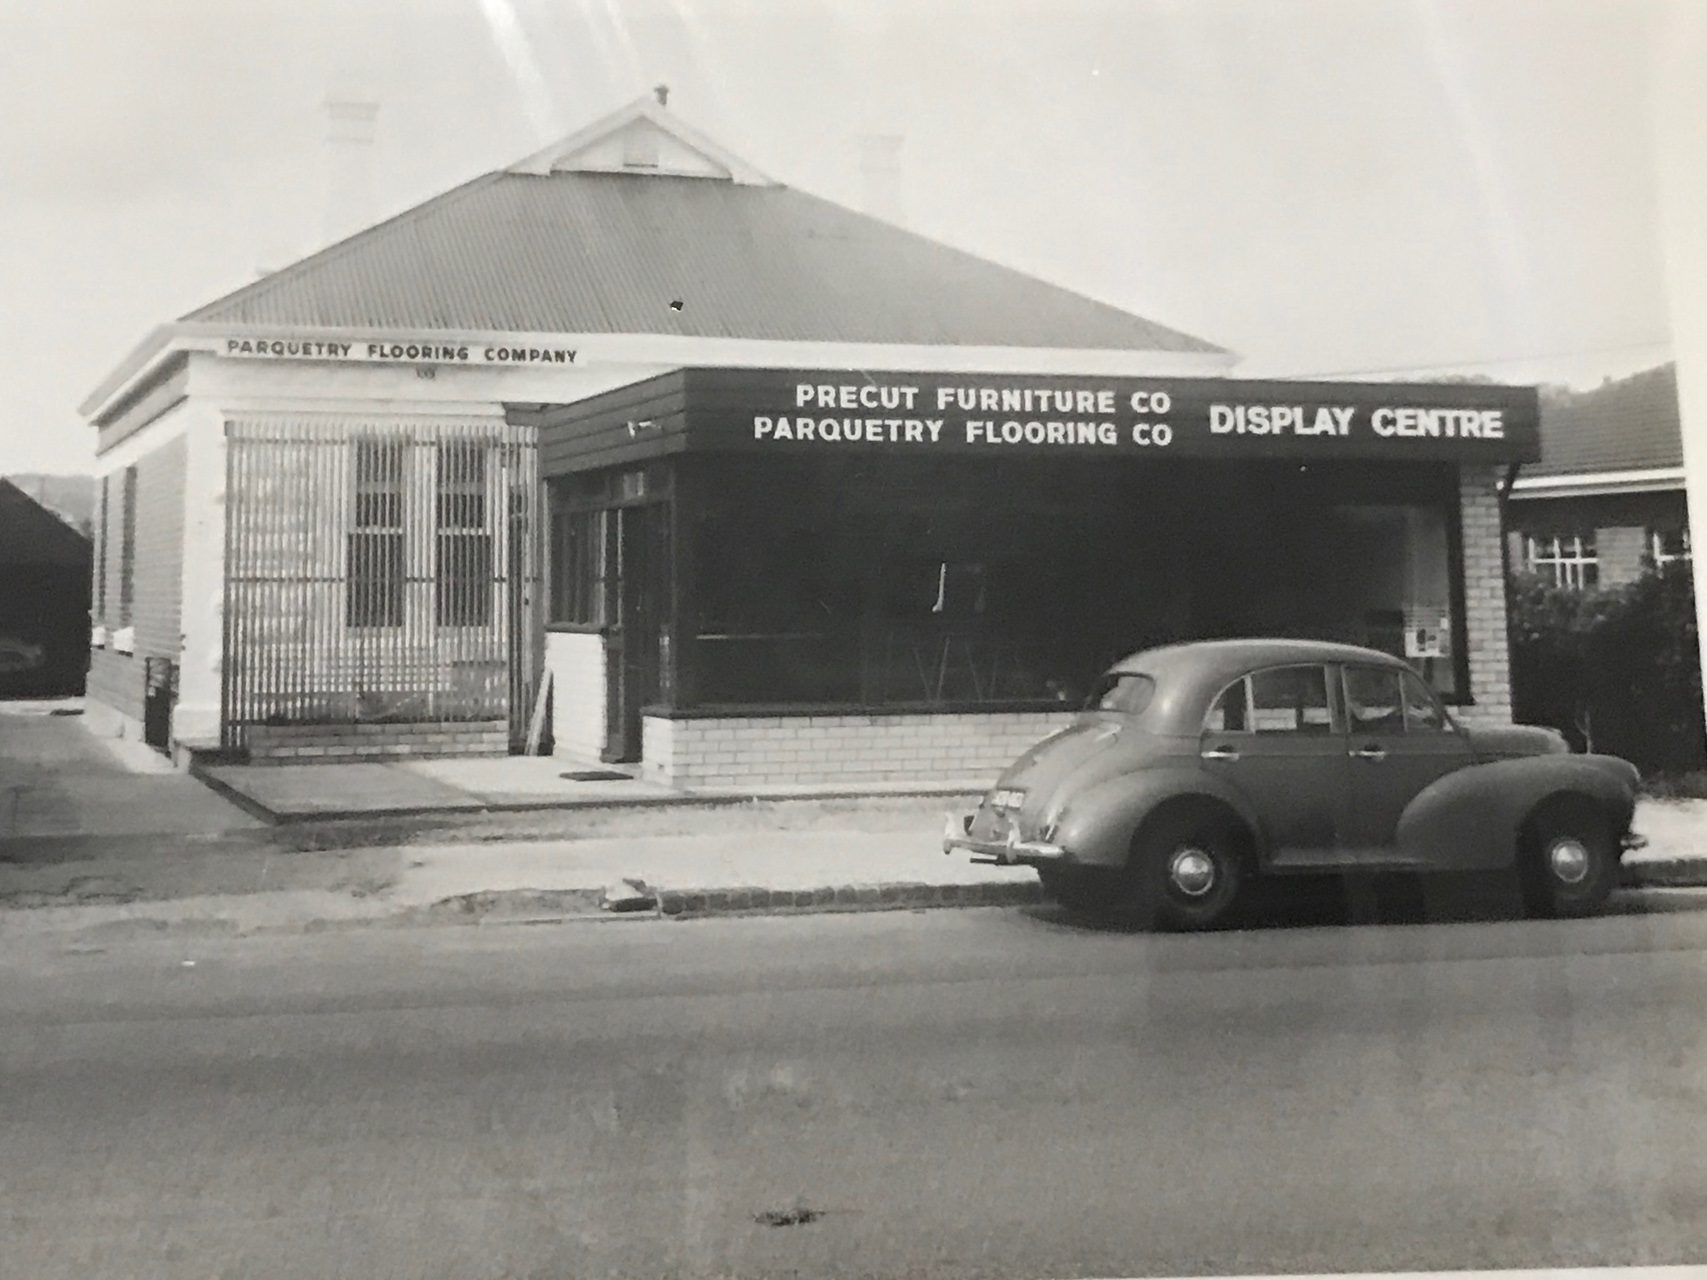 PARQUETRY FLOORING COMPANY
PRECUT FURNITURE CO
PARQUETRY FLOORING CO
DISPLAY CENTRE